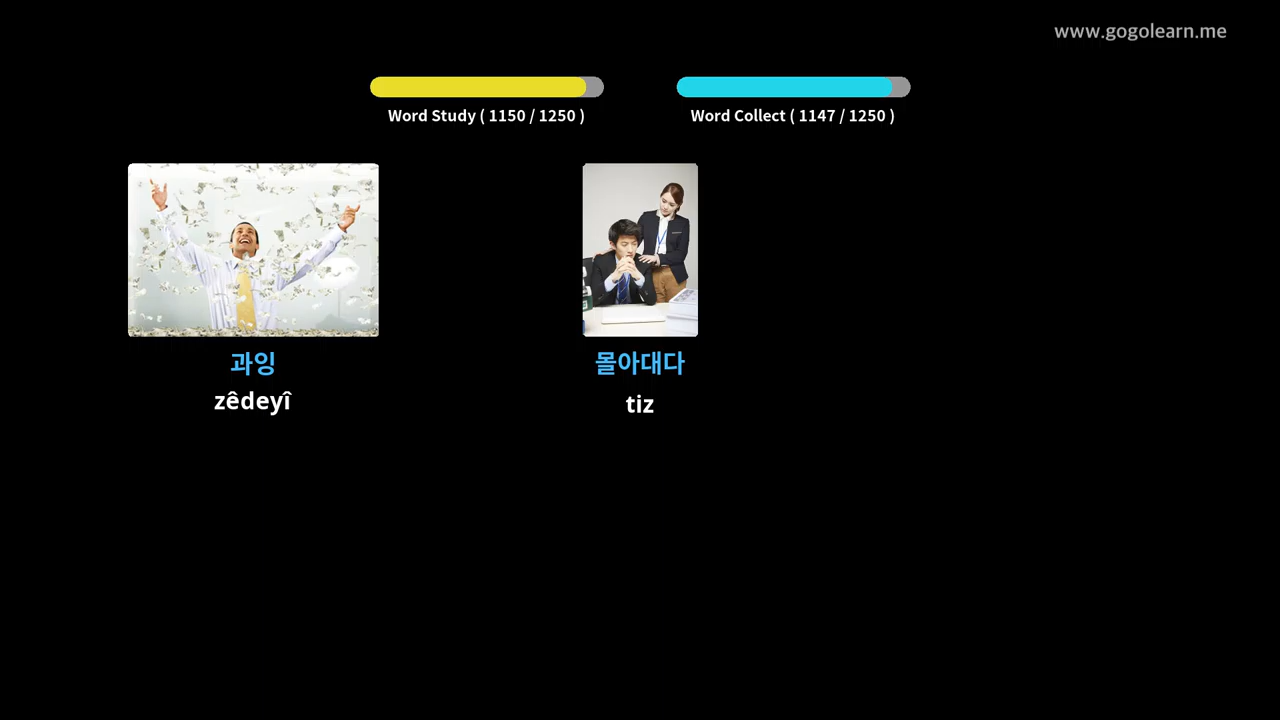 www.gogolearn.me
Word Study ( 1150 / 1250 )
Word Collect ( 1147 / 1250 )
과잉
몰아대다
zêdeyî
tiz